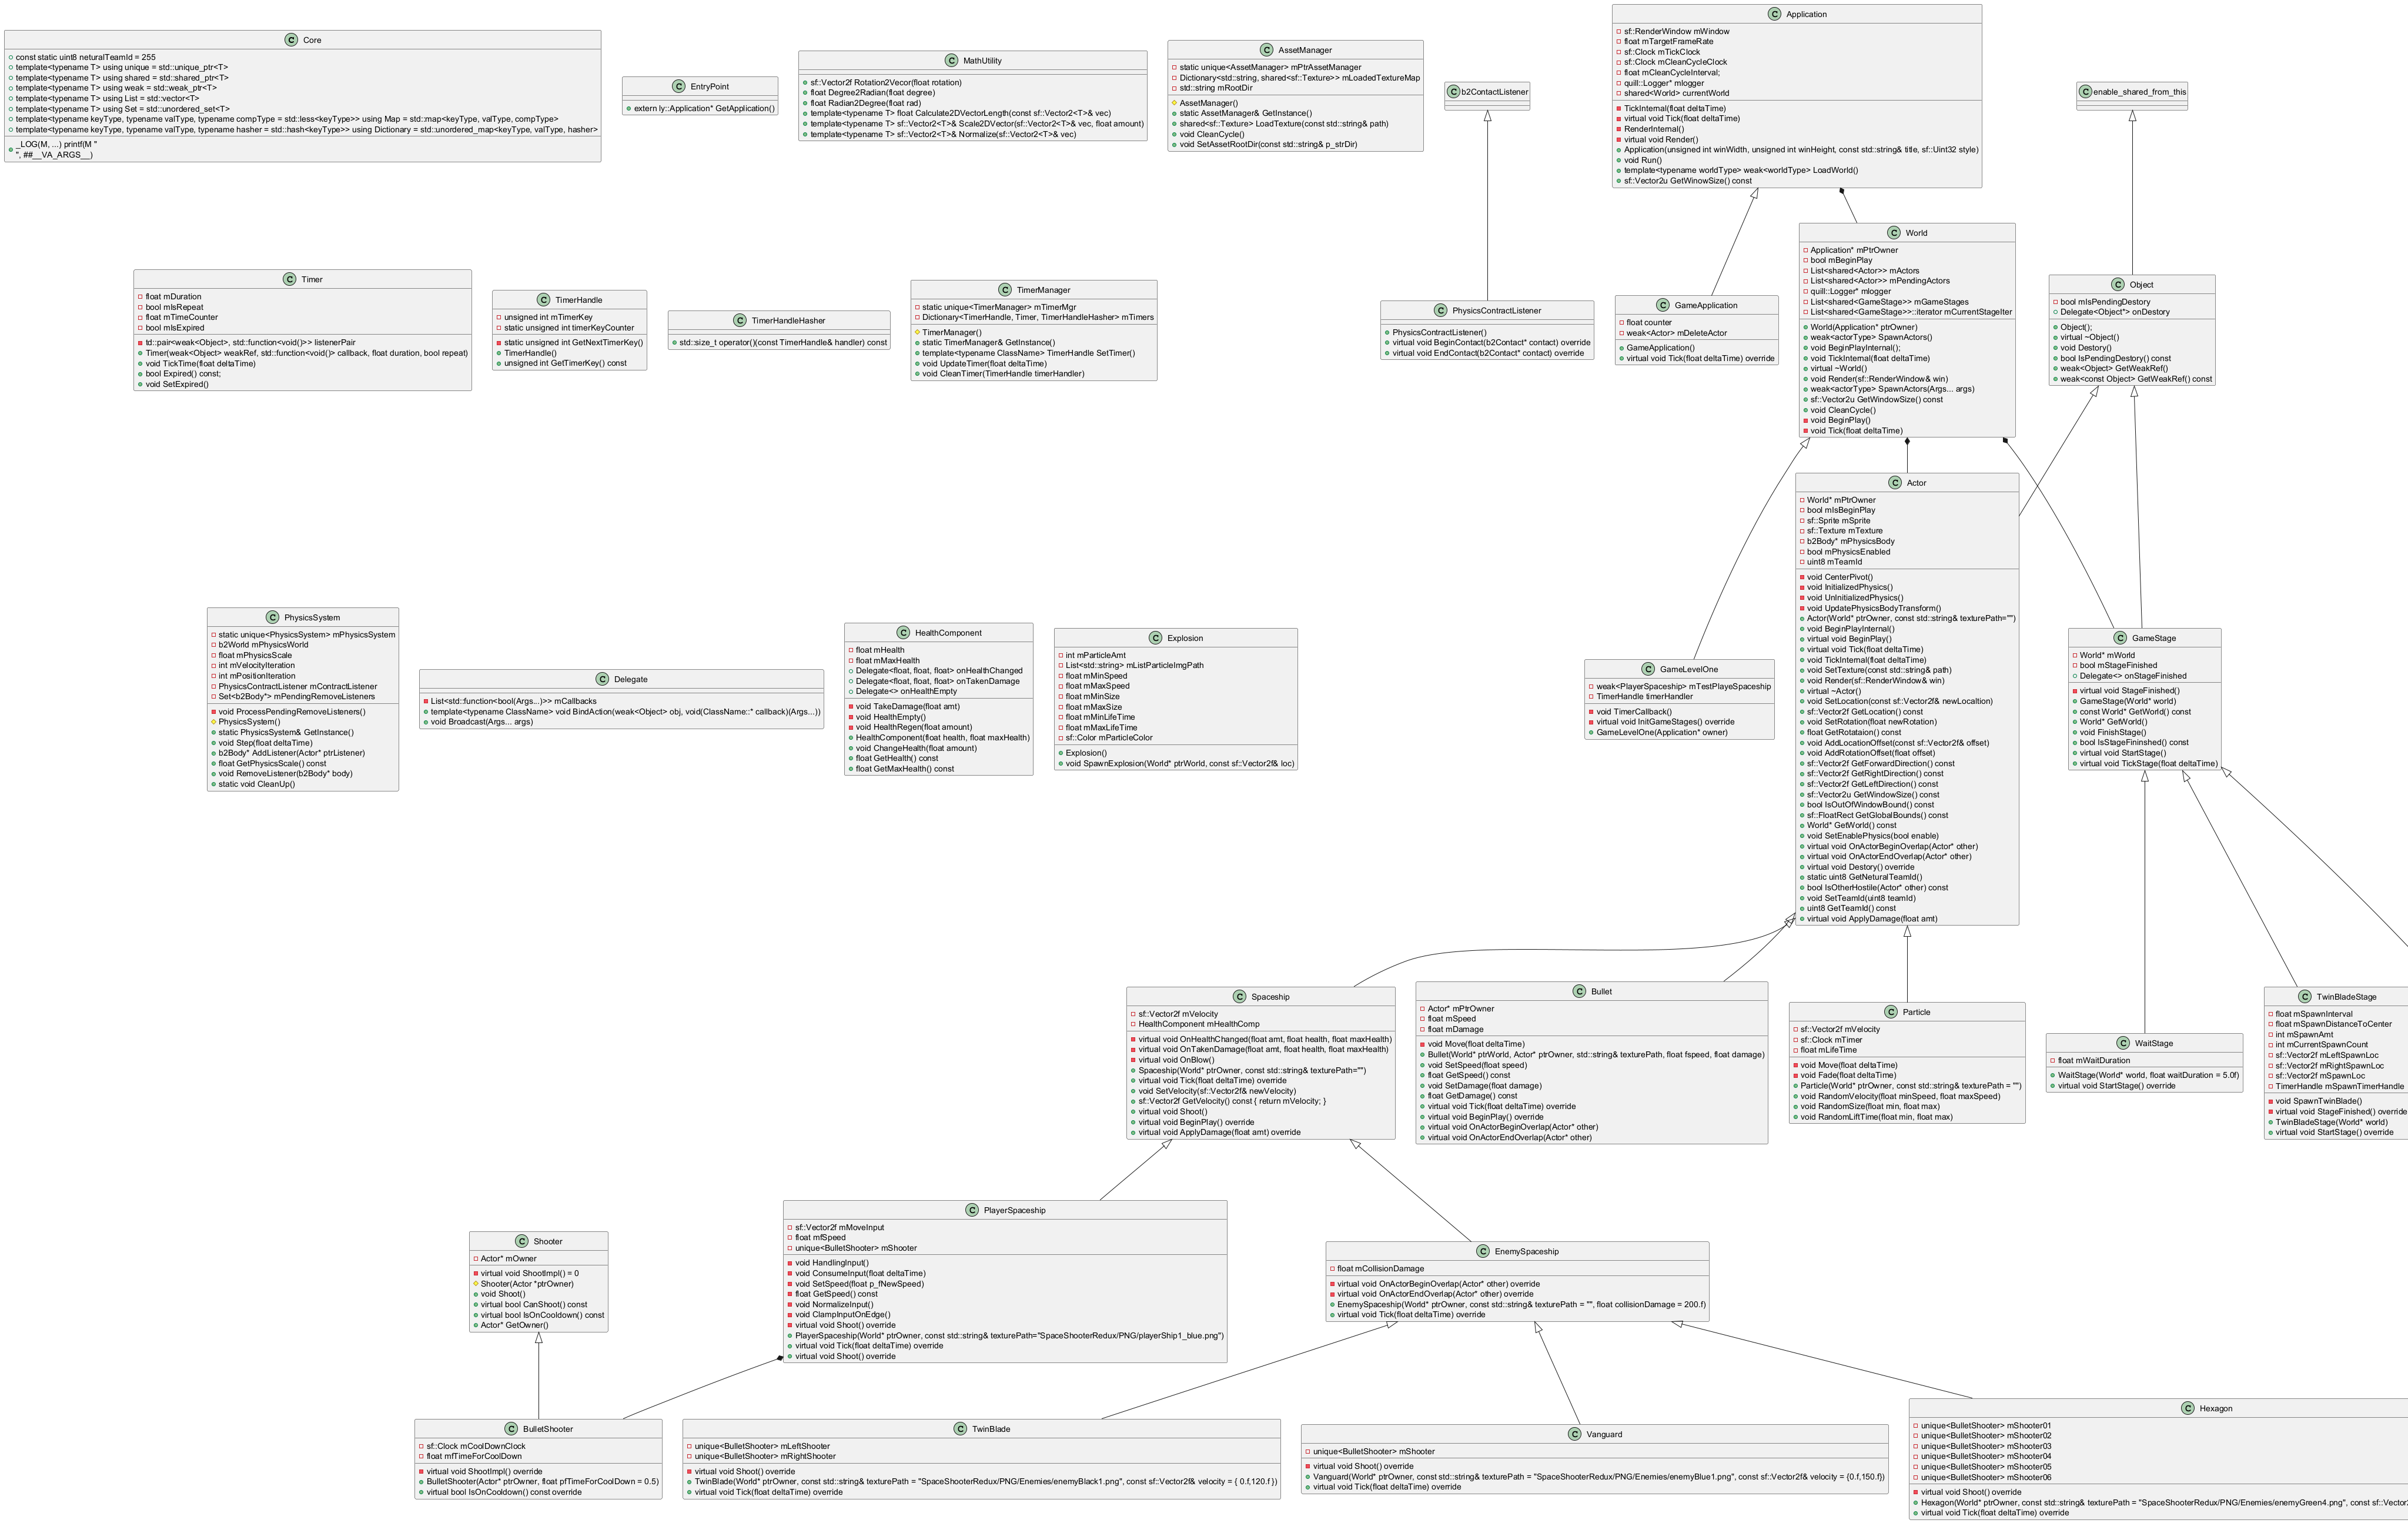 Core
const static uint8 neturalTeamId = 255
template<typename T> using unique = std::unique_ptr<T>
template<typename T> using shared = std::shared_ptr<T>
template<typename T> using weak = std::weak_ptr<T>
template<typename T> using List = std::vector<T>
template<typename T> using Set = std::unordered_set<T>
template<typename keyType, typename valType, typename compType = std::less<keyType>> using Map = std::map<keyType, valType, compType>
template<typename keyType, typename valType, typename hasher = std::hash<keyType>> using Dictionary = std::unordered_map<keyType, valType, hasher>
_LOG(M, ...) printf(M "
", ##__VA_ARGS__)
EntryPoint
extern ly::Application* GetApplication()
MathUtility
sf::Vector2f Rotation2Vecor(float rotation)
float Degree2Radian(float degree)
float Radian2Degree(float rad)
template<typename T> float Calculate2DVectorLength(const sf::Vector2<T>& vec)
template<typename T> sf::Vector2<T>& Scale2DVector(sf::Vector2<T>& vec, float amount)
template<typename T> sf::Vector2<T>& Normalize(sf::Vector2<T>& vec)
AssetManager
static unique<AssetManager> mPtrAssetManager
Dictionary<std::string, shared<sf::Texture>> mLoadedTextureMap
std::string mRootDir
AssetManager()
static AssetManager& GetInstance()
shared<sf::Texture> LoadTexture(const std::string& path)
void CleanCycle()
void SetAssetRootDir(const std::string& p_strDir)
b2ContactListener
Application
sf::RenderWindow mWindow
float mTargetFrameRate
sf::Clock mTickClock
sf::Clock mCleanCycleClock
float mCleanCycleInterval;
quill::Logger* mLogger
shared<World> currentWorld
TickInternal(float deltaTime)
virtual void Tick(float deltaTime)
RenderInternal()
virtual void Render()
Application(unsigned int winWidth, unsigned int winHeight, const std::string& title, sf::Uint32 style)
void Run()
template<typename worldType> weak<worldType> LoadWorld()
sf::Vector2u GetWinowSize() const
enable_shared_from_this
Timer
float mDuration
bool mIsRepeat
float mTimeCounter
bool mIsExpired
td::pair<weak<Object>, std::function<void()>> listenerPair
Timer(weak<Object> weakRef, std::function<void()> callback, float duration, bool repeat)
void TickTime(float deltaTime)
bool Expired() const;
void SetExpired()
TimerHandle
unsigned int mTimerKey
static unsigned int timerKeyCounter
static unsigned int GetNextTimerKey()
TimerHandle()
unsigned int GetTimerKey() const
TimerHandleHasher
std::size_t operator()(const TimerHandle& handler) const
TimerManager
static unique<TimerManager> mTimerMgr
Dictionary<TimerHandle, Timer, TimerHandleHasher> mTimers
TimerManager()
static TimerManager& GetInstance()
template<typename ClassName> TimerHandle SetTimer()
void UpdateTimer(float deltaTime)
void CleanTimer(TimerHandle timerHandler)
PhysicsContractListener
PhysicsContractListener()
virtual void BeginContact(b2Contact* contact) override
virtual void EndContact(b2Contact* contact) override
GameApplication
float counter
weak<Actor> mDeleteActor
GameApplication()
virtual void Tick(float deltaTime) override
World
Application* mPtrOwner
bool mBeginPlay
List<shared<Actor>> mActors
List<shared<Actor>> mPendingActors
quill::Logger* mlogger
List<shared<GameStage>> mGameStages
List<shared<GameStage>>::iterator mCurrentStageIter
World(Application* ptrOwner)
weak<actorType> SpawnActors()
void BeginPlayInternal();
void TickInternal(float deltaTime)
virtual ~World()
void Render(sf::RenderWindow& win)
weak<actorType> SpawnActors(Args... args)
sf::Vector2u GetWindowSize() const
void CleanCycle()
void BeginPlay()
void Tick(float deltaTime)
Object
bool mIsPendingDestory
Delegate<Object*> onDestory
Object();
virtual ~Object()
void Destory()
bool IsPendingDestory() const
weak<Object> GetWeakRef()
weak<const Object> GetWeakRef() const
PhysicsSystem
static unique<PhysicsSystem> mPhysicsSystem
b2World mPhysicsWorld
float mPhysicsScale
int mVelocityIteration
int mPositionIteration
PhysicsContractListener mContractListener
Set<b2Body*> mPendingRemoveListeners
void ProcessPendingRemoveListeners()
PhysicsSystem()
static PhysicsSystem& GetInstance()
void Step(float deltaTime)
b2Body* AddListener(Actor* ptrListener)
float GetPhysicsScale() const
void RemoveListener(b2Body* body)
static void CleanUp()
Delegate
List<std::function<bool(Args...)>> mCallbacks
template<typename ClassName> void BindAction(weak<Object> obj, void(ClassName::* callback)(Args...))
void Broadcast(Args... args)
HealthComponent
float mHealth
float mMaxHealth
Delegate<float, float, float> onHealthChanged
Delegate<float, float, float> onTakenDamage
Delegate<> onHealthEmpty
void TakeDamage(float amt)
void HealthEmpty()
void HealthRegen(float amount)
HealthComponent(float health, float maxHealth)
void ChangeHealth(float amount)
float GetHealth() const
float GetMaxHealth() const
Explosion
int mParticleAmt
List<std::string> mListParticleImgPath
float mMinSpeed
float mMaxSpeed
float mMinSize
float mMaxSize
float mMinLifeTime
float mMaxLifeTime
sf::Color mParticleColor
Explosion()
void SpawnExplosion(World* ptrWorld, const sf::Vector2f& loc)
GameLevelOne
weak<PlayerSpaceship> mTestPlayeSpaceship
TimerHandle timerHandler
void TimerCallback()
virtual void InitGameStages() override
GameLevelOne(Application* owner)
Actor
World* mPtrOwner
bool mIsBeginPlay
sf::Sprite mSprite
sf::Texture mTexture
b2Body* mPhysicsBody
bool mPhysicsEnabled
uint8 mTeamId
void CenterPivot()
void InitializedPhysics()
void UnInitializedPhysics()
void UpdatePhysicsBodyTransform()
Actor(World* ptrOwner, const std::string& texturePath="")
void BeginPlayInternal()
virtual void BeginPlay()
virtual void Tick(float deltaTime)
void TickInternal(float deltaTime)
void SetTexture(const std::string& path)
void Render(sf::RenderWindow& win)
virtual ~Actor()
void SetLocation(const sf::Vector2f& newLocaltion)
sf::Vector2f GetLocation() const
void SetRotation(float newRotation)
float GetRotataion() const
void AddLocationOffset(const sf::Vector2f& offset)
void AddRotationOffset(float offset)
sf::Vector2f GetForwardDirection() const
sf::Vector2f GetRightDirection() const
sf::Vector2f GetLeftDirection() const
sf::Vector2u GetWindowSize() const
bool IsOutOfWindowBound() const
sf::FloatRect GetGlobalBounds() const
World* GetWorld() const
void SetEnablePhysics(bool enable)
virtual void OnActorBeginOverlap(Actor* other)
virtual void OnActorEndOverlap(Actor* other)
virtual void Destory() override
static uint8 GetNeturalTeamId()
bool IsOtherHostile(Actor* other) const
void SetTeamId(uint8 teamId)
uint8 GetTeamId() const
virtual void ApplyDamage(float amt)
GameStage
World* mWorld
bool mStageFinished
Delegate<> onStageFinished
virtual void StageFinished()
GameStage(World* world)
const World* GetWorld() const
World* GetWorld()
void FinishStage()
bool IsStageFininshed() const
virtual void StartStage()
virtual void TickStage(float deltaTime)
Spaceship
sf::Vector2f mVelocity
HealthComponent mHealthComp
virtual void OnHealthChanged(float amt, float health, float maxHealth)
virtual void OnTakenDamage(float amt, float health, float maxHealth)
virtual void OnBlow()
Spaceship(World* ptrOwner, const std::string& texturePath="")
virtual void Tick(float deltaTime) override
void SetVelocity(sf::Vector2f& newVelocity)
sf::Vector2f GetVelocity() const { return mVelocity; }
virtual void Shoot()
virtual void BeginPlay() override
virtual void ApplyDamage(float amt) override
Bullet
Actor* mPtrOwner
float mSpeed
float mDamage
void Move(float deltaTime)
Bullet(World* ptrWorld, Actor* ptrOwner, std::string& texturePath, float fspeed, float damage)
void SetSpeed(float speed)
float GetSpeed() const
void SetDamage(float damage)
float GetDamage() const
virtual void Tick(float deltaTime) override
virtual void BeginPlay() override
virtual void OnActorBeginOverlap(Actor* other)
virtual void OnActorEndOverlap(Actor* other)
Particle
sf::Vector2f mVelocity
sf::Clock mTimer
float mLifeTime
void Move(float deltaTime)
void Fade(float deltaTime)
Particle(World* ptrOwner, const std::string& texturePath = "")
void RandomVelocity(float minSpeed, float maxSpeed)
void RandomSize(float min, float max)
void RandomLiftTime(float min, float max)
WaitStage
float mWaitDuration
WaitStage(World* world, float waitDuration = 5.0f)
virtual void StartStage() override
TwinBladeStage
float mSpawnInterval
float mSpawnDistanceToCenter
int mSpawnAmt
int mCurrentSpawnCount
sf::Vector2f mLeftSpawnLoc
sf::Vector2f mRightSpawnLoc
sf::Vector2f mSpawnLoc
TimerHandle mSpawnTimerHandle
void SpawnTwinBlade()
virtual void StageFinished() override
TwinBladeStage(World* world)
virtual void StartStage() override
Shooter
Actor* mOwner
virtual void ShootImpl() = 0
Shooter(Actor *ptrOwner)
void Shoot()
virtual bool CanShoot() const
virtual bool IsOnCooldown() const
Actor* GetOwner()
PlayerSpaceship
sf::Vector2f mMoveInput
float mfSpeed
unique<BulletShooter> mShooter
void HandlingInput()
void ConsumeInput(float deltaTime)
void SetSpeed(float p_fNewSpeed)
float GetSpeed() const
void NormalizeInput()
void ClampInputOnEdge()
virtual void Shoot() override
PlayerSpaceship(World* ptrOwner, const std::string& texturePath="SpaceShooterRedux/PNG/playerShip1_blue.png")
virtual void Tick(float deltaTime) override
virtual void Shoot() override
EnemySpaceship
float mCollisionDamage
virtual void OnActorBeginOverlap(Actor* other) override
virtual void OnActorEndOverlap(Actor* other) override
EnemySpaceship(World* ptrOwner, const std::string& texturePath = "", float collisionDamage = 200.f)
virtual void Tick(float deltaTime) override
BulletShooter
sf::Clock mCoolDownClock
float mfTimeForCoolDown
virtual void ShootImpl() override
BulletShooter(Actor* ptrOwner, float pfTimeForCoolDown = 0.5)
virtual bool IsOnCooldown() const override
TwinBlade
unique<BulletShooter> mLeftShooter
unique<BulletShooter> mRightShooter
virtual void Shoot() override
TwinBlade(World* ptrOwner, const std::string& texturePath = "SpaceShooterRedux/PNG/Enemies/enemyBlack1.png", const sf::Vector2f& velocity = { 0.f,120.f })
virtual void Tick(float deltaTime) override
Vanguard
unique<BulletShooter> mShooter
virtual void Shoot() override
Vanguard(World* ptrOwner, const std::string& texturePath = "SpaceShooterRedux/PNG/Enemies/enemyBlue1.png", const sf::Vector2f& velocity = {0.f,150.f})
virtual void Tick(float deltaTime) override
Hexagon
unique<BulletShooter> mShooter01
unique<BulletShooter> mShooter02
unique<BulletShooter> mShooter03
unique<BulletShooter> mShooter04
unique<BulletShooter> mShooter05
unique<BulletShooter> mShooter06
virtual void Shoot() override
Hexagon(World* ptrOwner, const std::string& texturePath = "SpaceShooterRedux/PNG/Enemies/enemyGreen4.png", const sf::Vector
virtual void Tick(float deltaTime) override